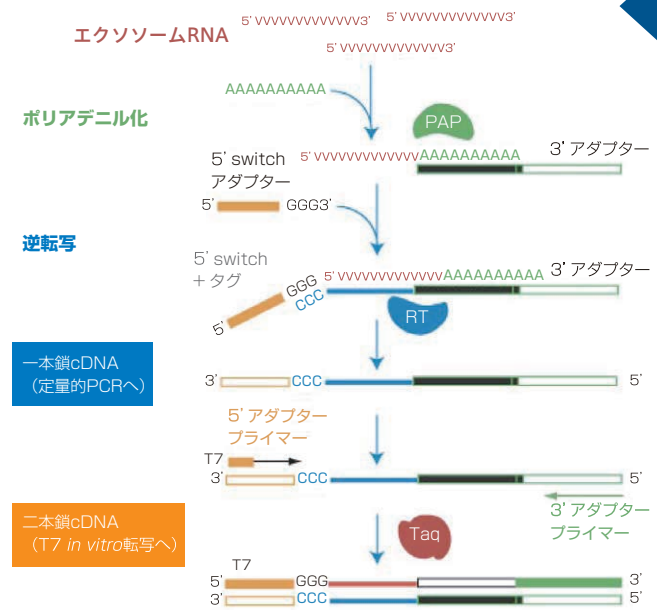 5' VVVVVVVVVVVVV3'
5' VVVVVVVVVVVVV3'
エクソソームRNA
5' VVVVVVVVVVVVV3'
AAAAAAAAAA
ポリアデニル化
PAP
5' switch
アダプター
5' VVVVVVVVVVVVVAAAAAAAAAA
3' アダプター
5'
GGG3'
逆転写
5' switch
+ タグ
GGG
CCC
5' VVVVVVVVVVVVVAAAAAAAAAA
3' アダプター
5'
RT
一本鎖cDNA
(定量的PCRへ)
3'
CCC
5'
5' アダプター
プライマー
T7
3'
CCC
5'
3' アダプター
プライマー
二本鎖cDNA
(T7 in vitro転写へ)
Taq
T7
5'
GGG
3'
3'
CCC
5'